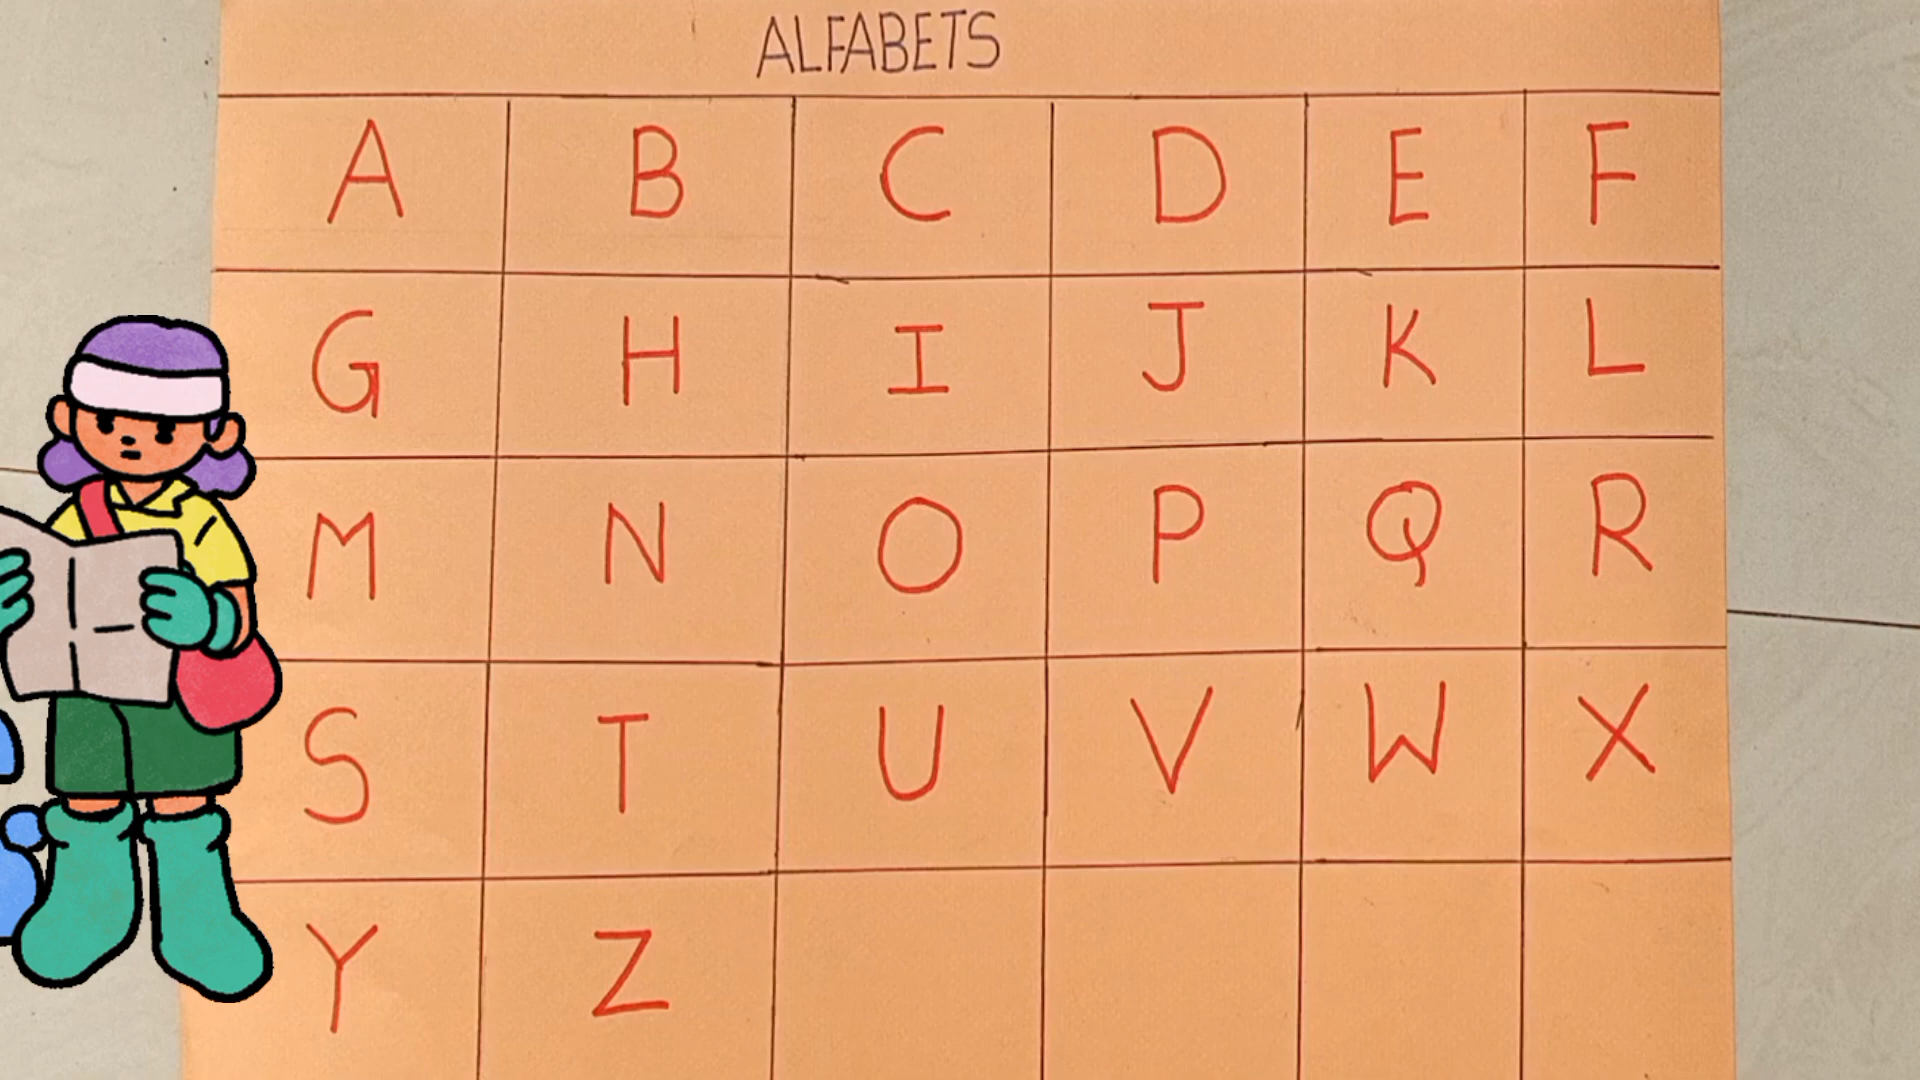 ALFABETS
A B C D E F
G H I J K L
M N O P Q R
S T U V W X
Y Z